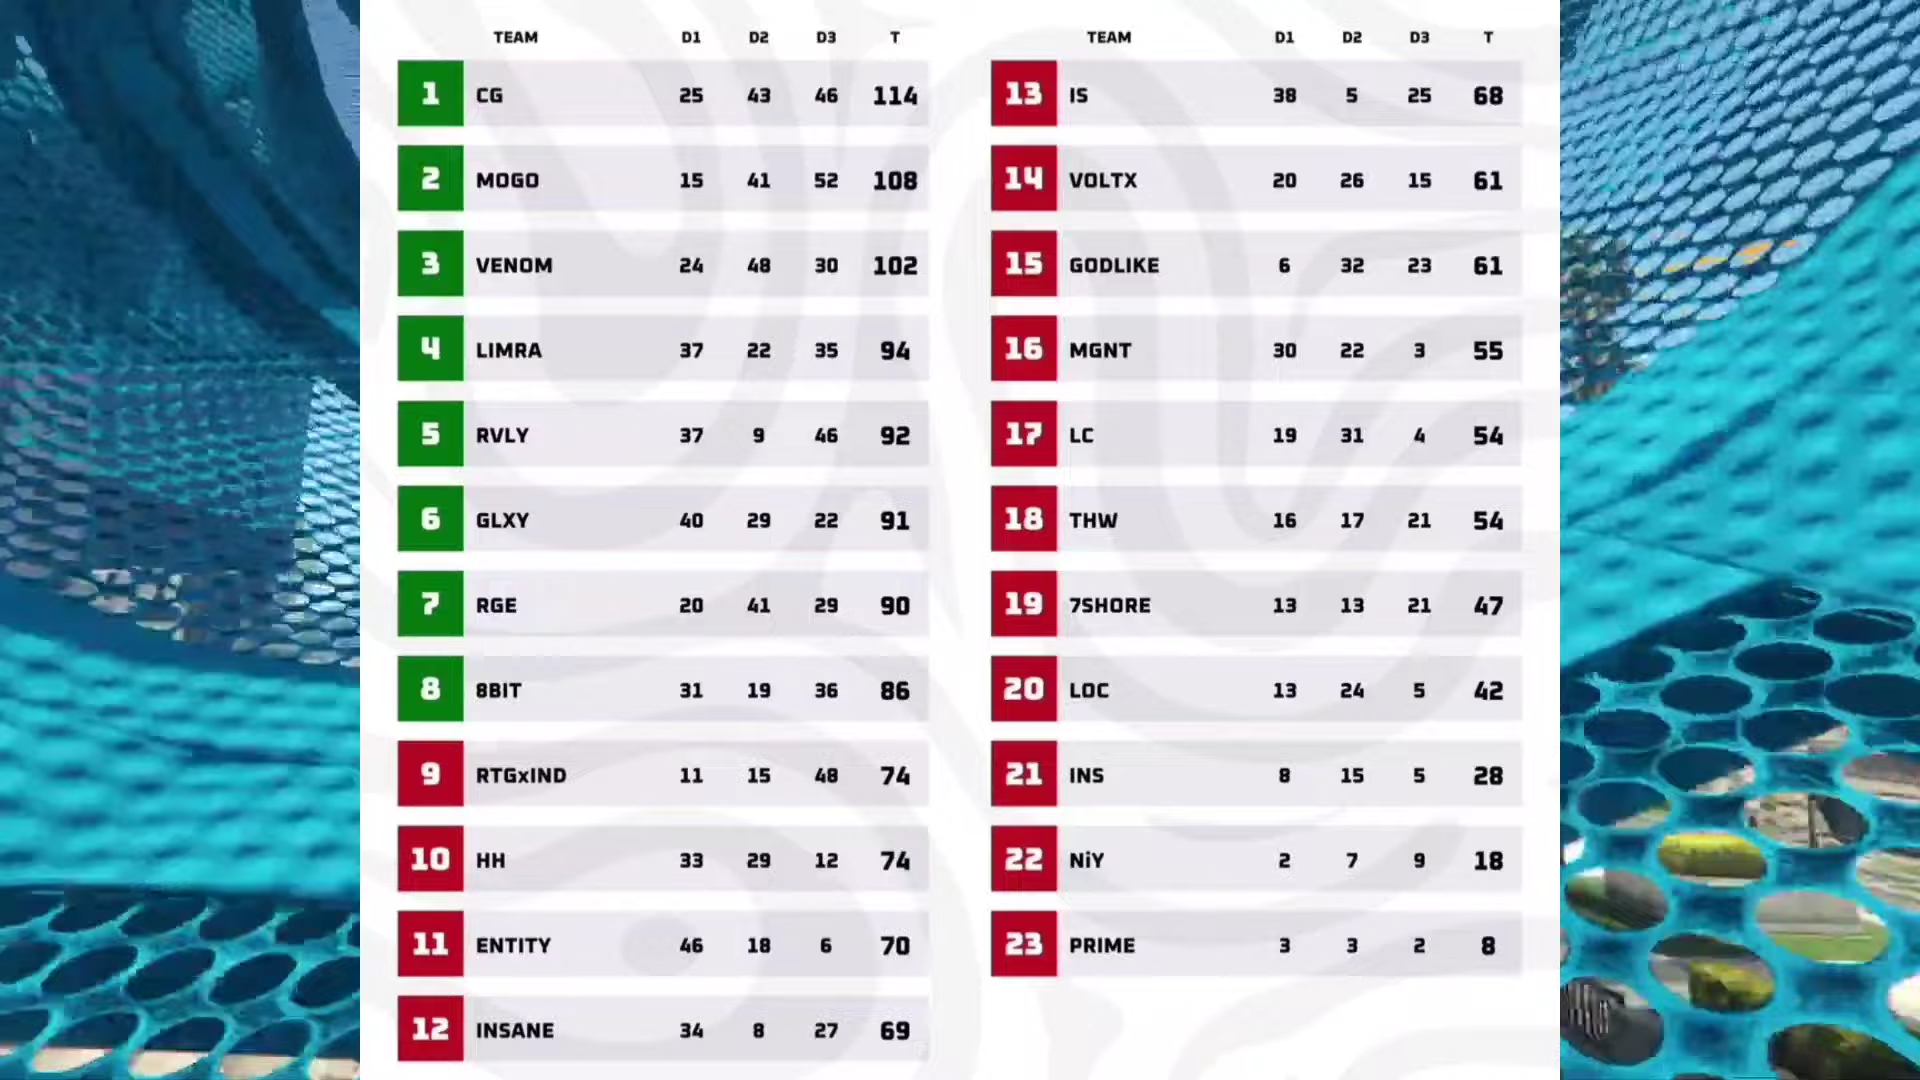 TEAM D1 D2 D3 T
1 CG 25 43 46 114
2 MOGO 15 41 52 108
3 VENOM 24 48 30 102
4 LIMRA 37 22 35 94
5 RVLY 37 9 46 92
6 GLXY 40 29 22 91
7 RGE 20 41 29 90
8 8BIT 31 19 36 86
9 RTGxIND 11 15 48 74
10 HH 33 29 12 74
11 ENTITY 46 18 6 70
12 INSANE 34 8 27 69
TEAM D1 D2 D3 T
13 IS 38 5 25 68
14 VOLTX 20 26 15 61
15 GODLIKE 6 32 23 61
16 MGNT 30 22 3 55
17 LC 19 31 4 54
18 THW 16 17 21 54
19 7SHORE 13 13 21 47
20 LOC 13 24 5 42
21 INS 8 15 5 28
22 NiY 2 7 9 18
23 PRIME 3 3 2 8